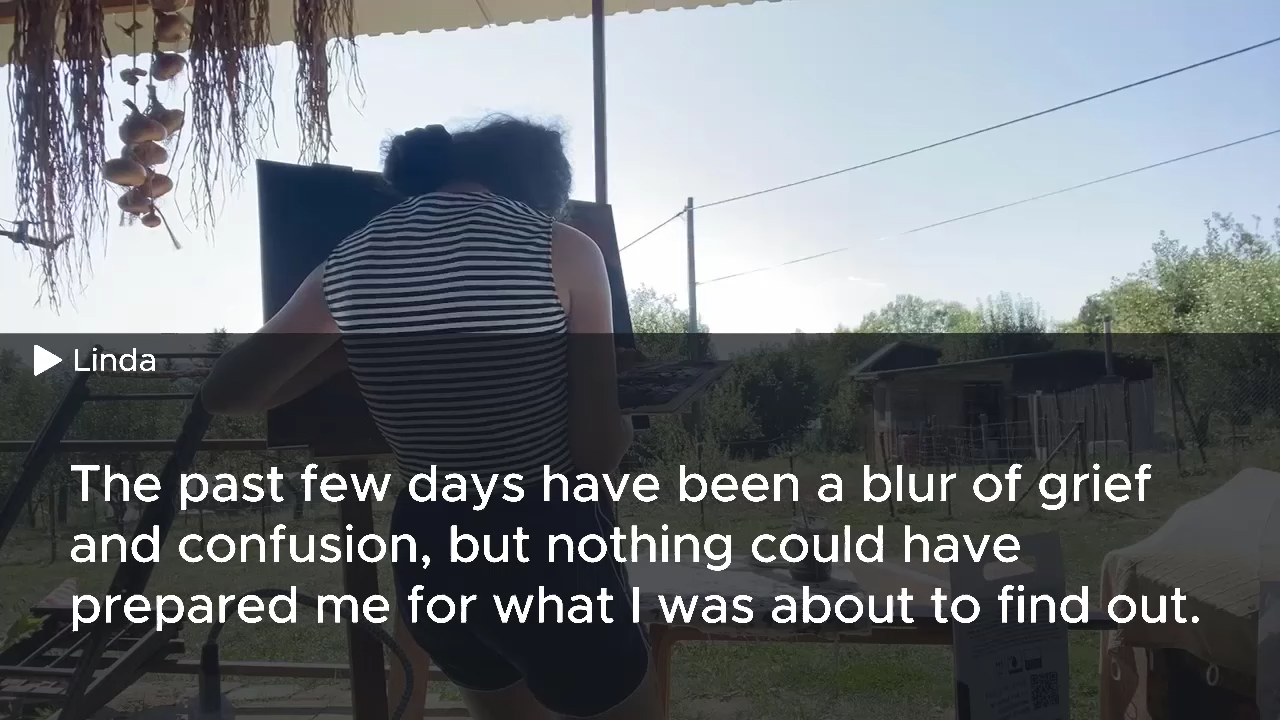 Linda
The past few days have been a blur of grief
and confusion, but nothing could have
prepared me for what I was about to find out.